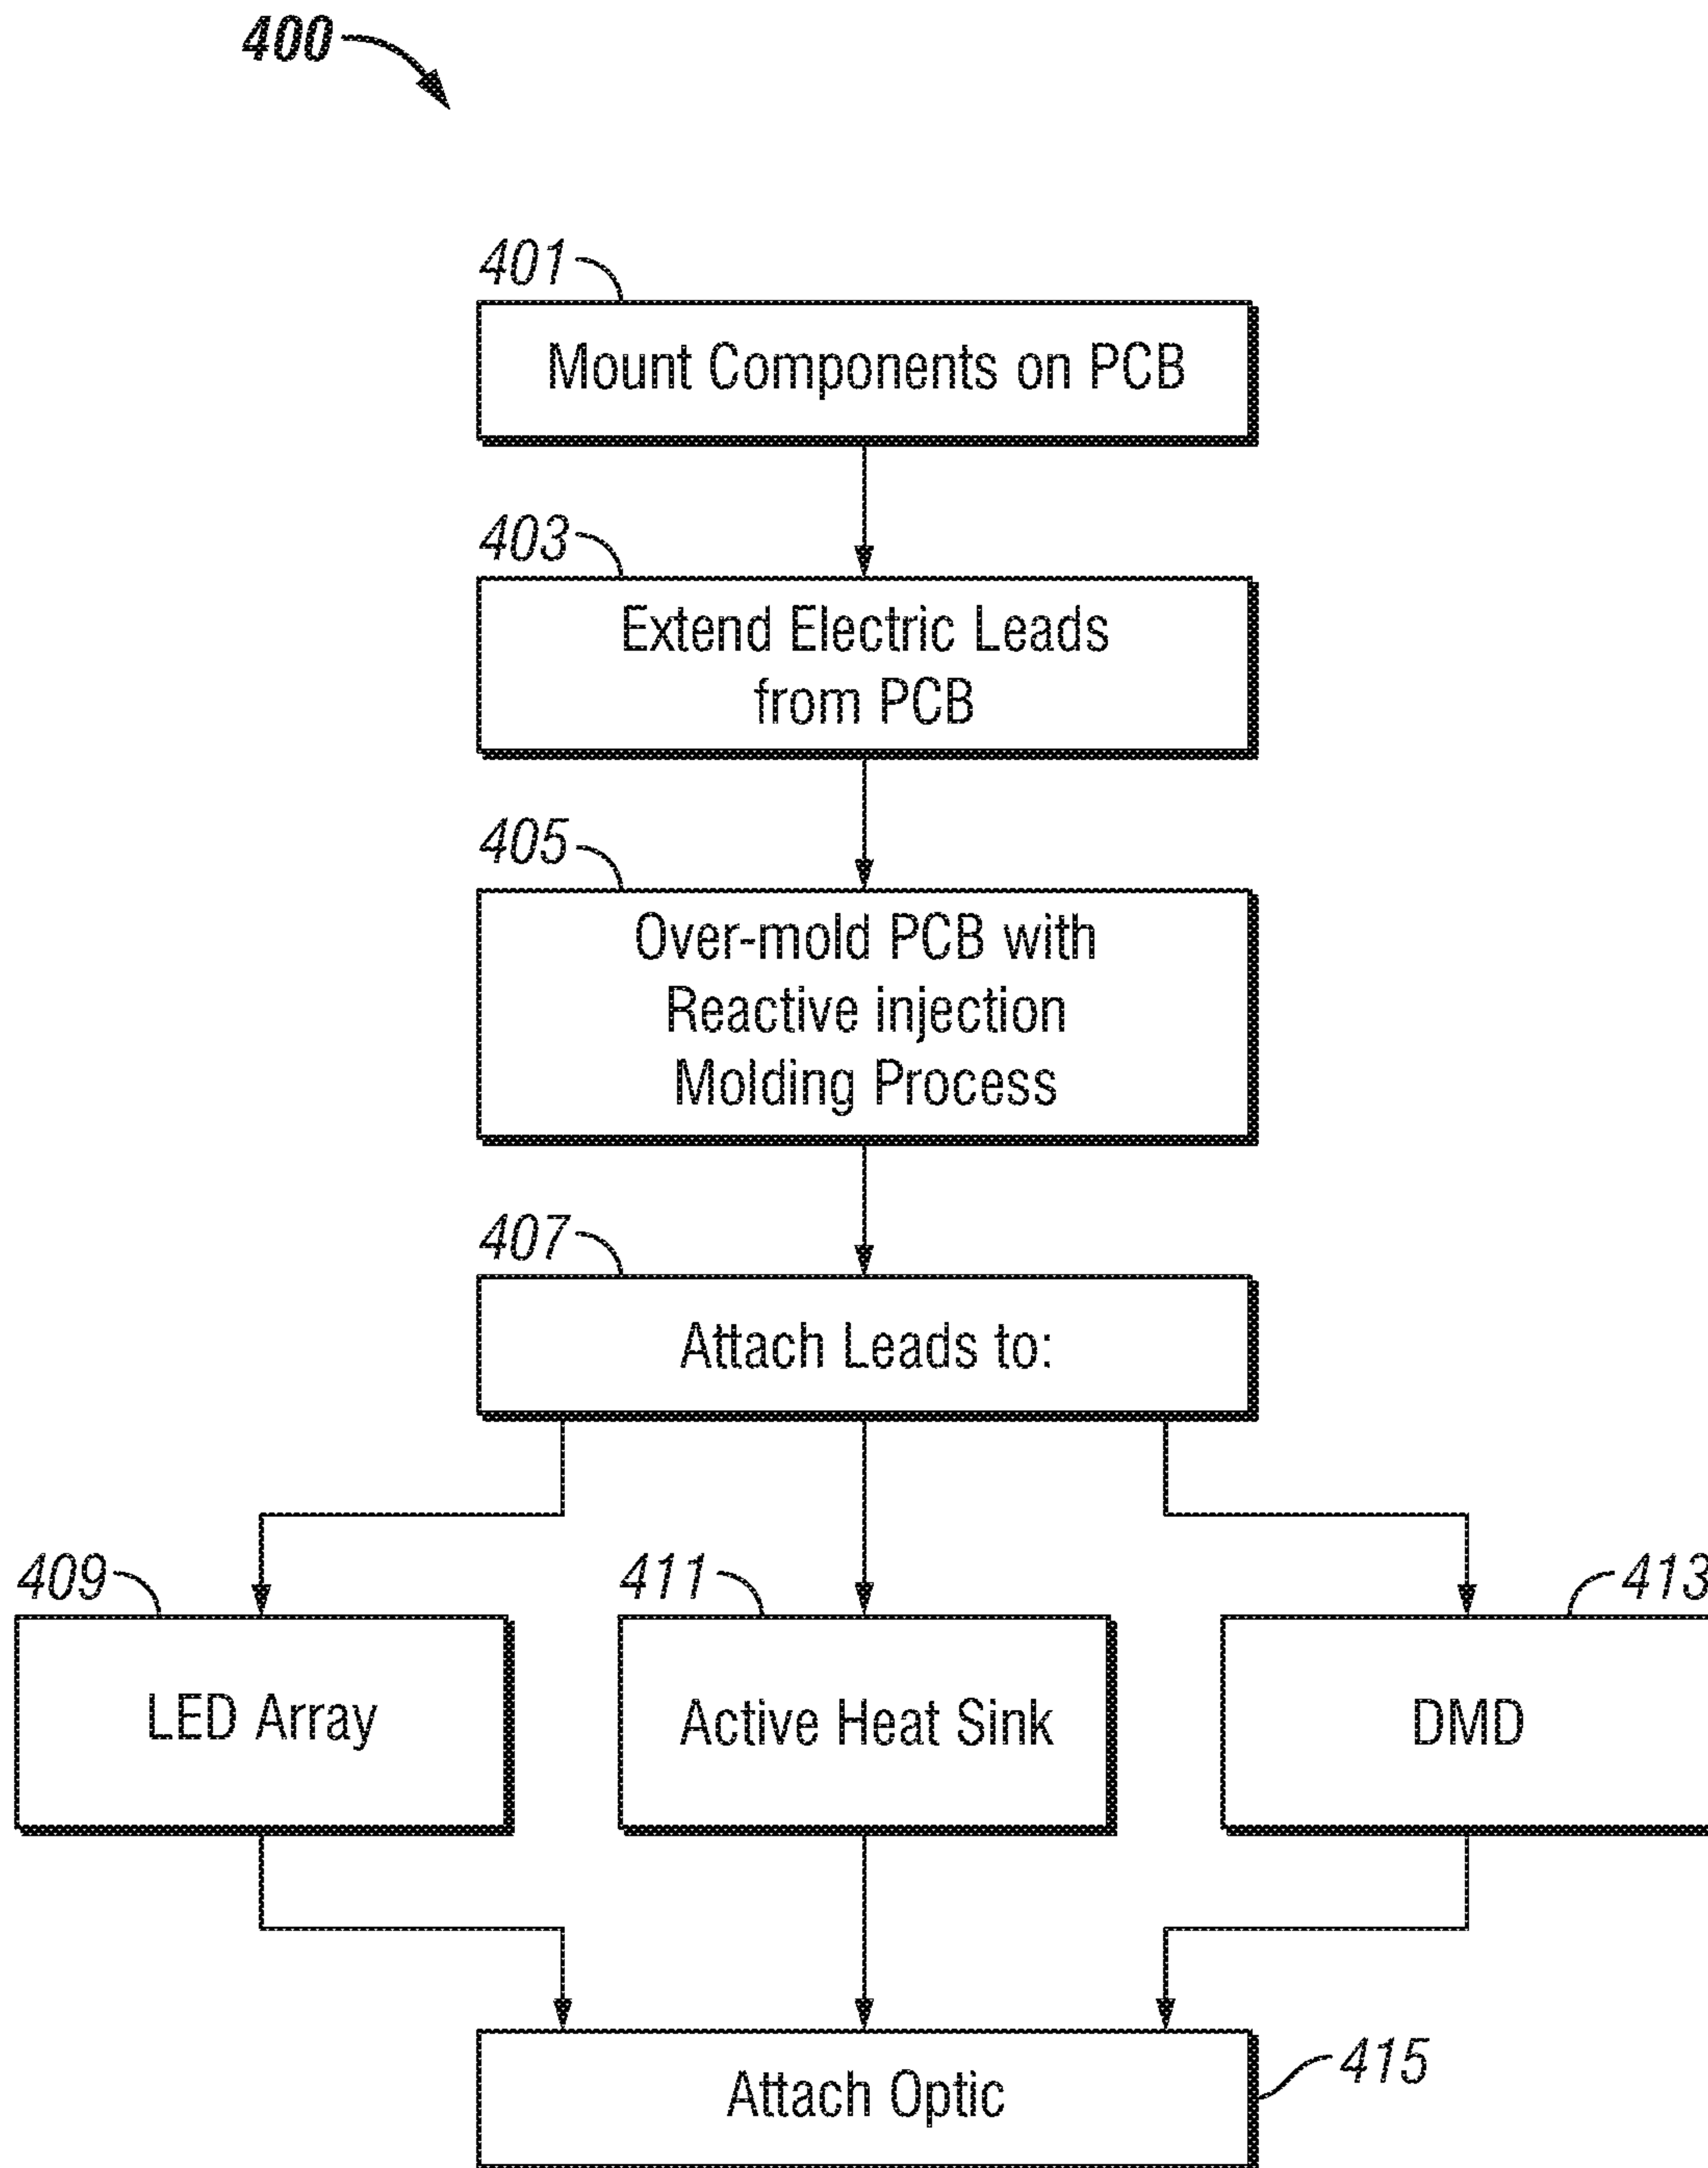 400
401
Mount Components on PCB
403
Extend Electric Leads
from PCB
405
Over-mold PCB with
Reactive injection
Molding Process
407
Attach Leads to:
409
411
413
LED Array
Active Heat Sink
DMD
Attach Optic
415